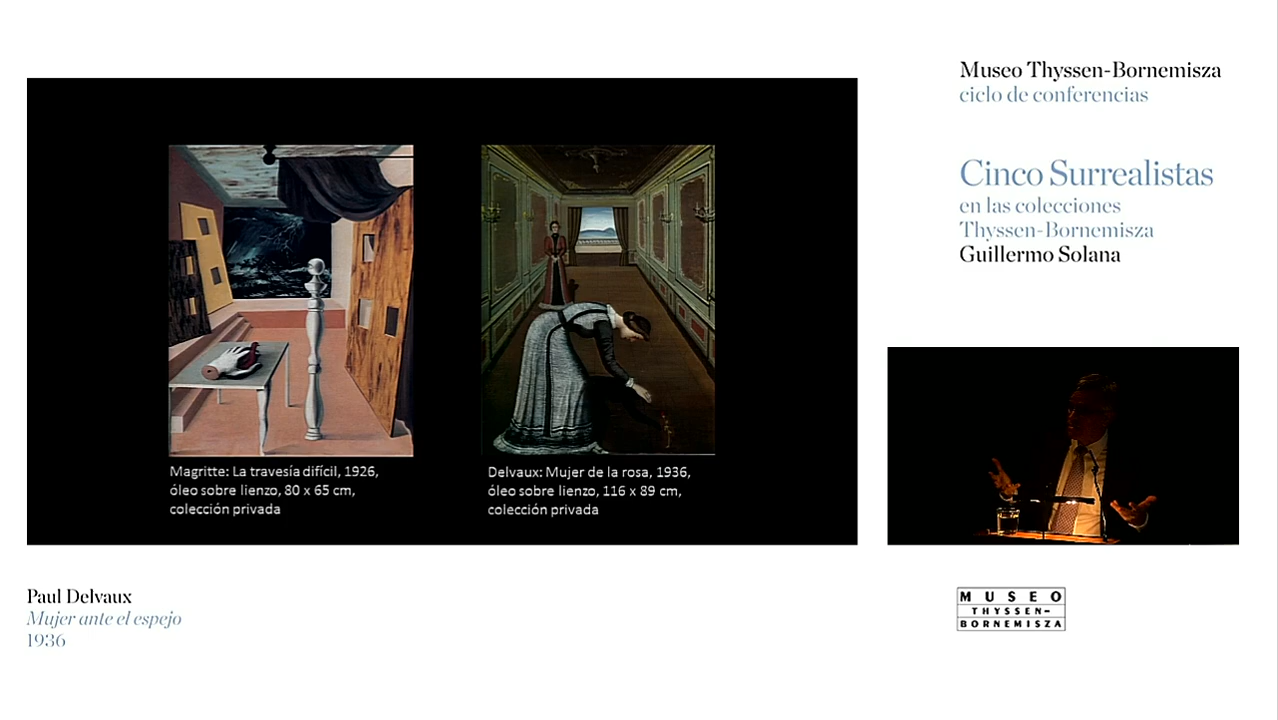 Museo Thyssen-Bornemisza
ciclo de conferencias
Cinco Surrealistas
en las colecciones
Thyssen-Bornemisza
Guillermo Solana
Magritte: La travesía difícil, 1926,
óleo sobre lienzo, 80 x 65 cm,
colección privada
Delvaux: Mujer de la rosa, 1936,
óleo sobre lienzo, 116 x 89 cm,
colección privada
Paul Delvaux
Mujer ante el espejo
1936
MUSEO
THYSSEN-
BORNEMISZA